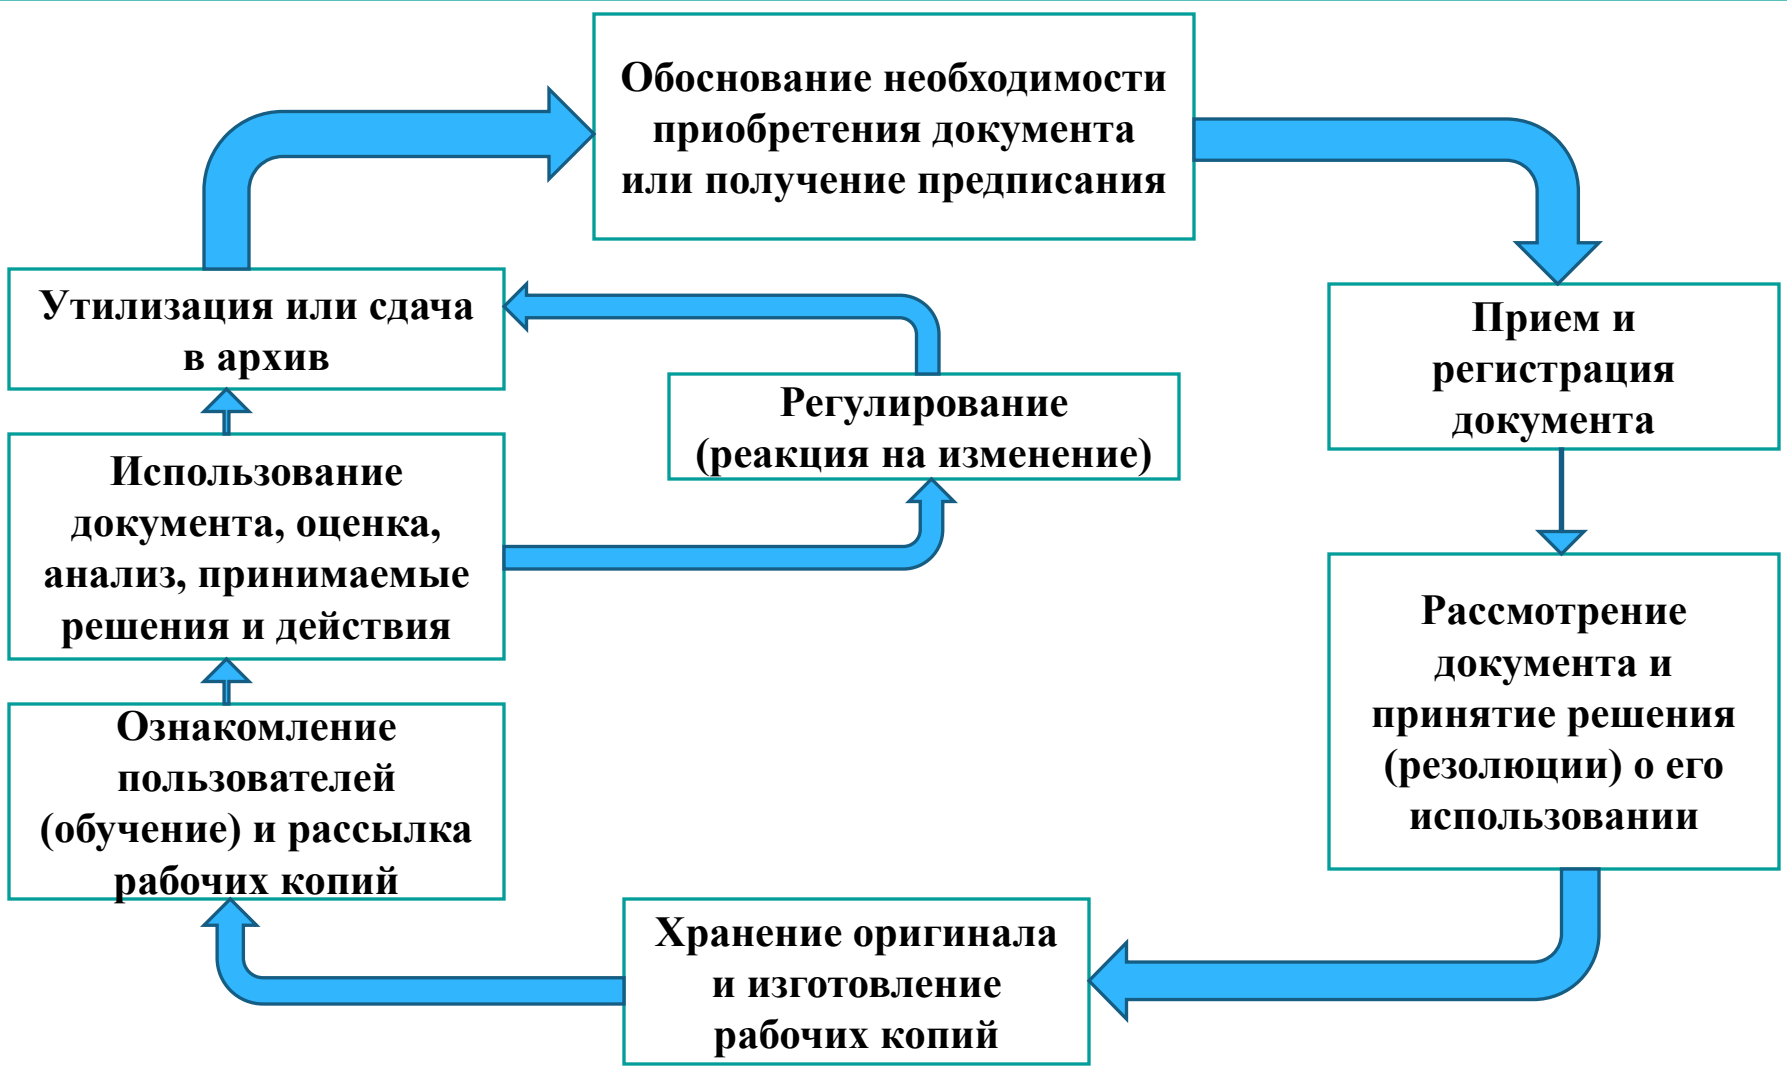 Обоснование необходимости
приобретения документа
или получение предписания
Утилизация или сдача
в архив
Прием и
регистрация
документа
Регулирование
(реакция на изменение)
Использование
документа, оценка,
анализ, принимаемые
решения и действия
Рассмотрение
документа и
принятие решения
(резолюции) о его
использовании
Ознакомление
пользователей
(обучение) и рассылка
рабочих копий
Хранение оригинала
и изготовление
рабочих копий